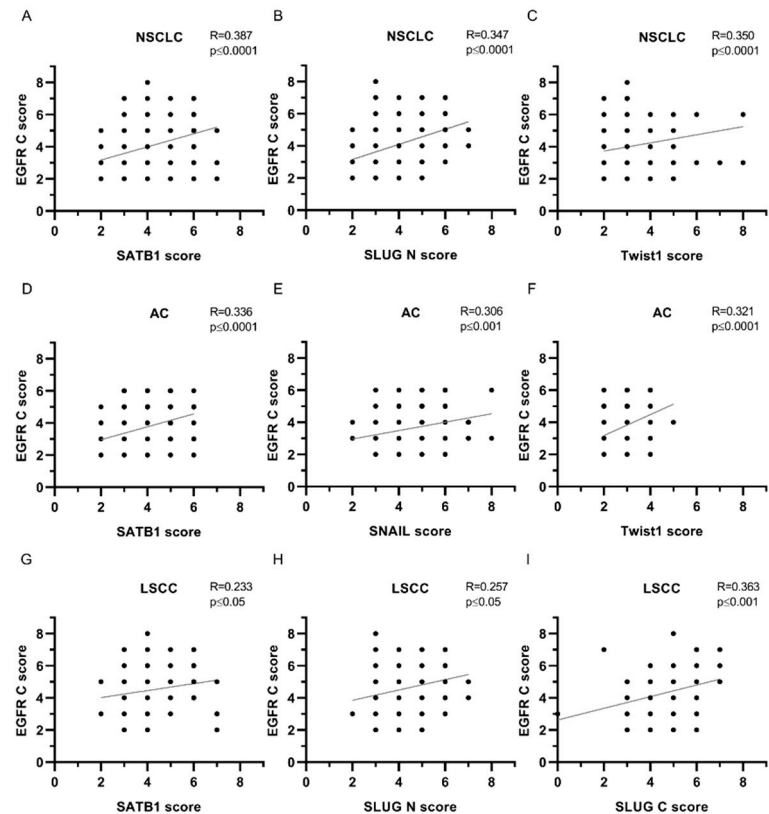 A
NSCLC
R=0.387
p≤0.0001
EGFR C score
8
6
4
2
0
0 2 4 6 8
SATB1 score
B
NSCLC
R=0.347
p≤0.0001
EGFR C score
8
6
4
2
0
0 2 4 6 8
SLUG N score
C
NSCLC
R=0.350
p≤0.0001
EGFR C score
8
6
4
2
0
0 2 4 6 8
Twist1 score
D
AC
R=0.336
p≤0.0001
EGFR C score
8
6
4
2
0
0 2 4 6 8
SATB1 score
E
AC
R=0.306
p≤0.001
EGFR C score
8
6
4
2
0
0 2 4 6 8
SNAIL score
F
AC
R=0.321
p≤0.0001
EGFR C score
8
6
4
2
0
0 2 4 6 8
Twist1 score
G
LSCC
R=0.233
p≤0.05
EGFR C score
8
6
4
2
0
0 2 4 6 8
SATB1 score
H
LSCC
R=0.257
p≤0.05
EGFR C score
8
6
4
2
0
0 2 4 6 8
SLUG N score
I
LSCC
R=0.363
p≤0.001
EGFR C score
8
6
4
2
0
0 2 4 6 8
SLUG C score